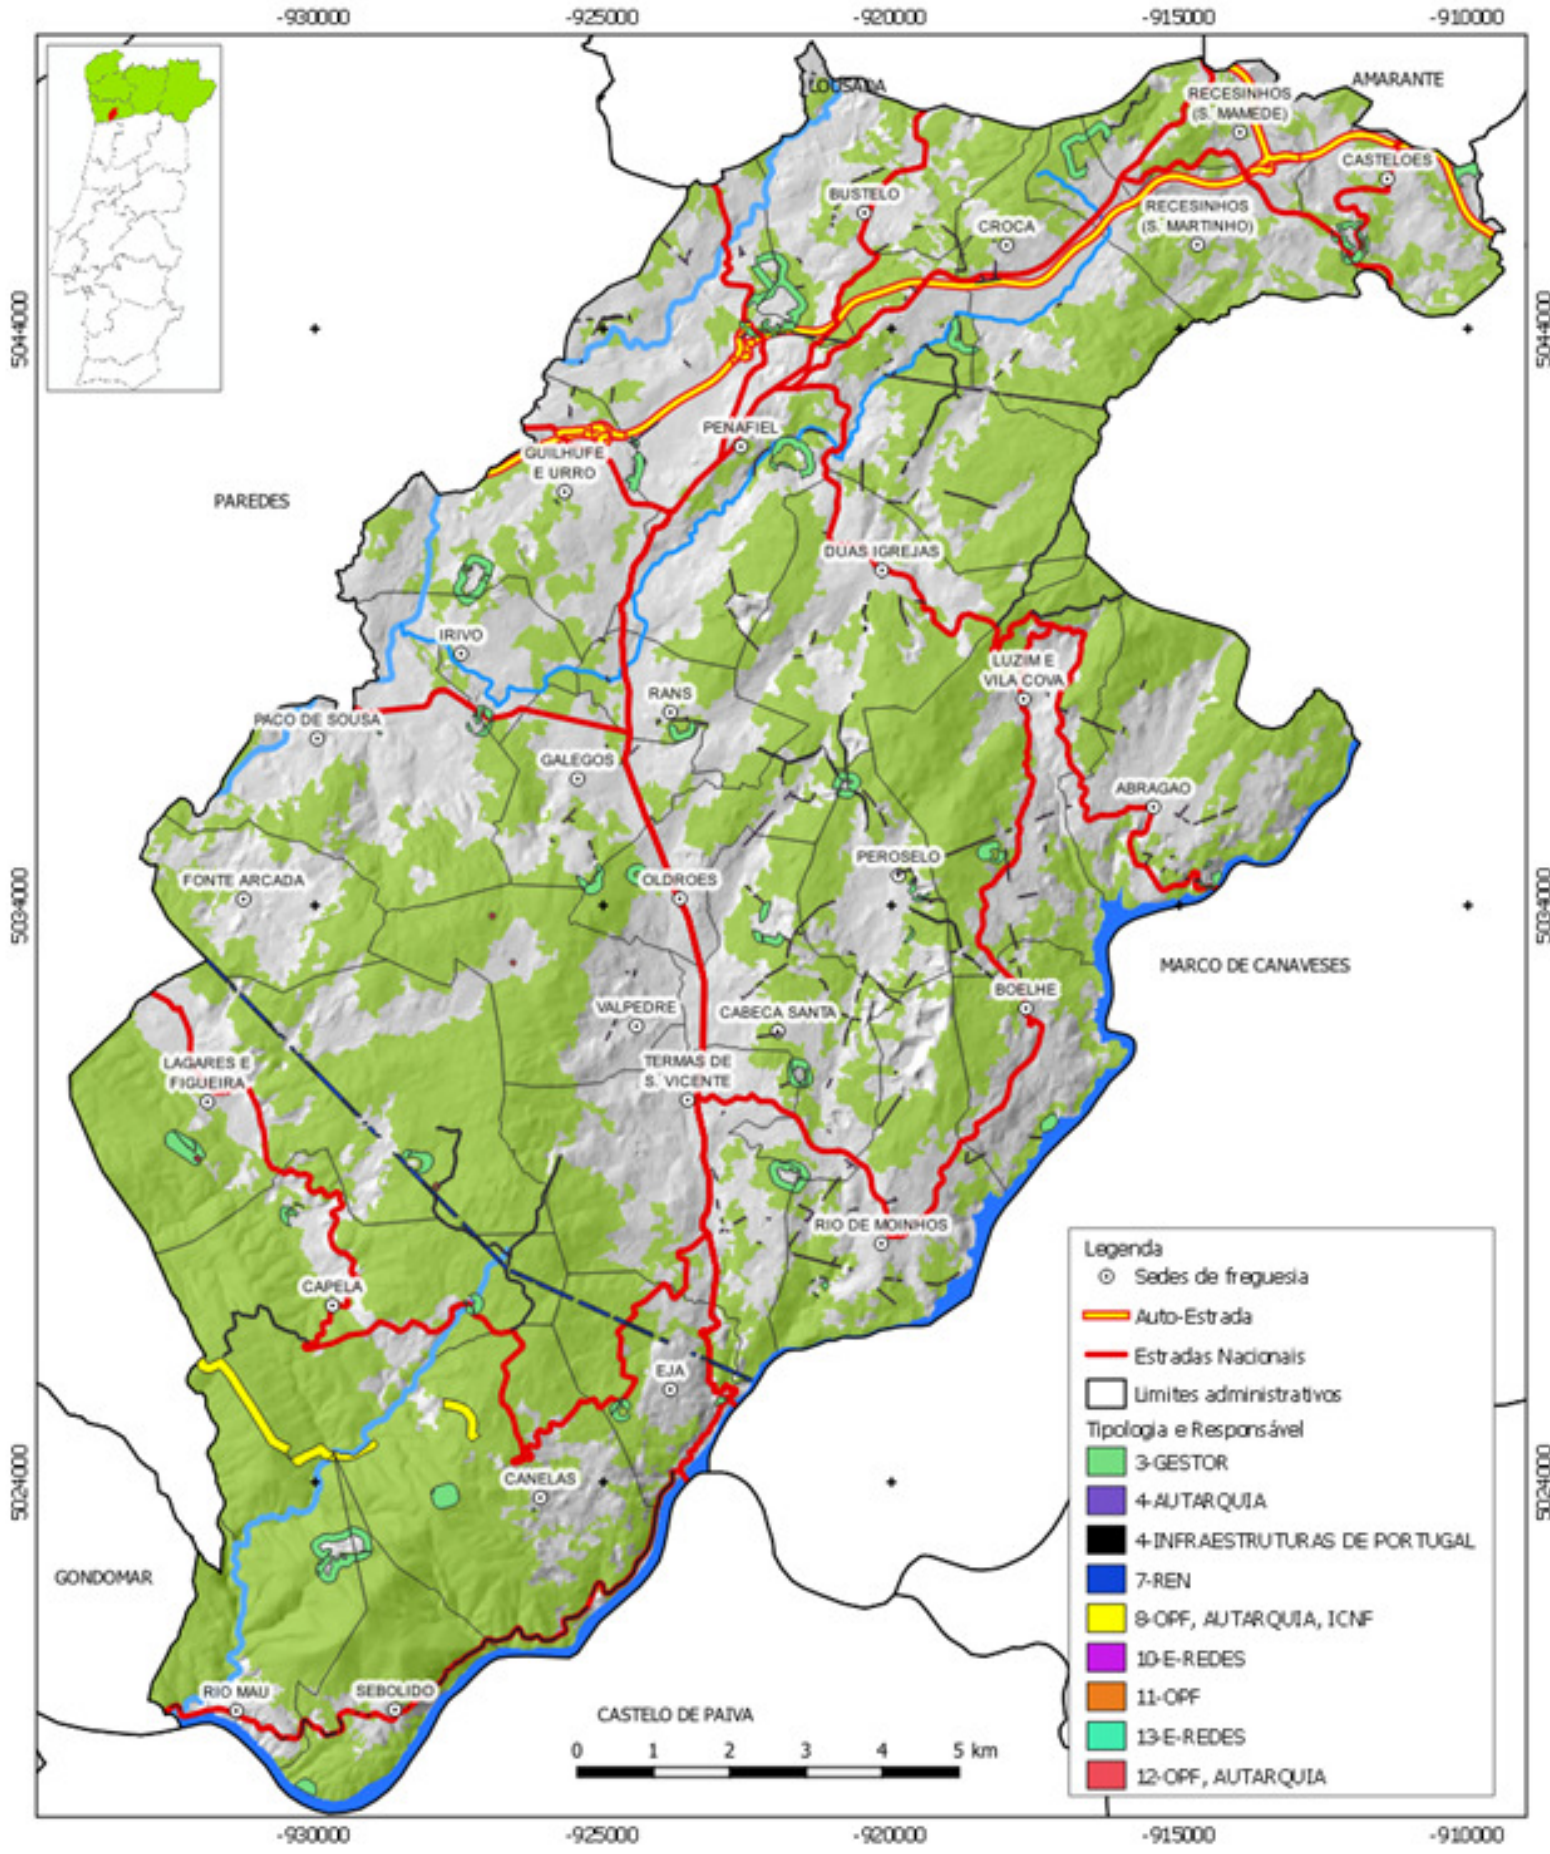 -930000 -925000 -920000 -915000 -910000
LOUSADA
AMARANTE
RECESINHOS
(S. MAMEDE)
CASTELOES
BUSTELO
RECESINHOS
(S. MARTINHO)
CROCA
5044000 5044000
PENAFIEL
GUILHUFE
E URRO
PAREDES
DUAS IGREJAS
IRIVO
LUZIM E
VILA COVA
RANS
PACO DE SOUSA
GALEGOS
ABRAGAO
PEROSELO
FONTE ARCADA
OLDROES
5034000 5034000
MARCO DE CANAVESES
BOELHE
VALPEDRE
CABECA SANTA
LAGARES E
FIGUEIRA
TERMAS DE
S. VICENTE
RIO DE MOINHOS
CAPELA
EJA
CANELAS
5024000 5024000
GONDOMAR
RIO MAU
SEBOLIDO
CASTELO DE PAIVA
0 1 2 3 4 5 km
Legenda
Sedes de freguesia
Auto-Estrada
Estradas Nacionais
Limites administrativos
Tipologia e Responsável
3-GESTOR
4-AUTARQUIA
4-INFRAESTRUTURAS DE PORTUGAL
7-REN
8-OPF, AUTARQUIA, ICNF
10-E-REDES
11-OPF
13-E-REDES
12-OPF, AUTARQUIA
-930000 -925000 -920000 -915000 -910000